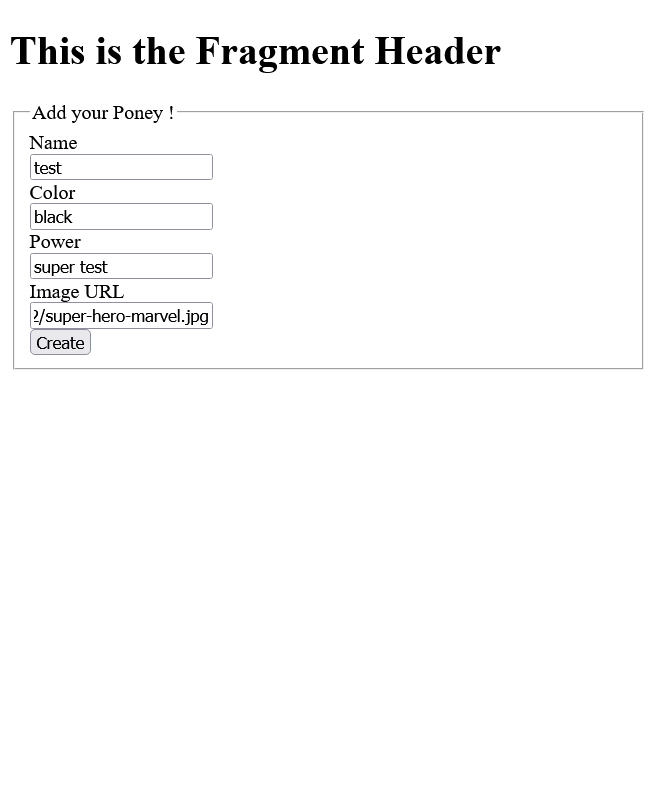 This is the Fragment Header
Add your Poney !
Name
test
Color
black
Power
super test
Image URL
/super-hero-marvel.jpg
Create